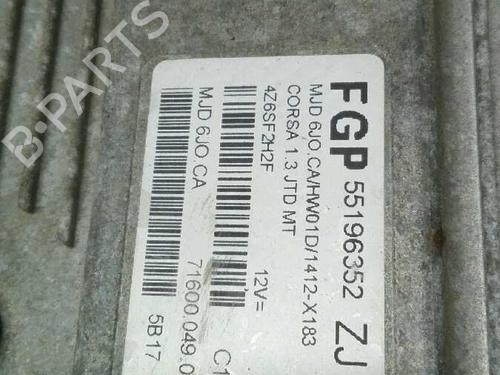 FGP 55196352 ZJ
MJD 6JO.CA/HW01D/1412-X183
CORSA 1.3 JTD MT
4Z6SF2H2F 12V= C1
MJD 6JO.CA 71600.049.0
5B17
B-PARTS